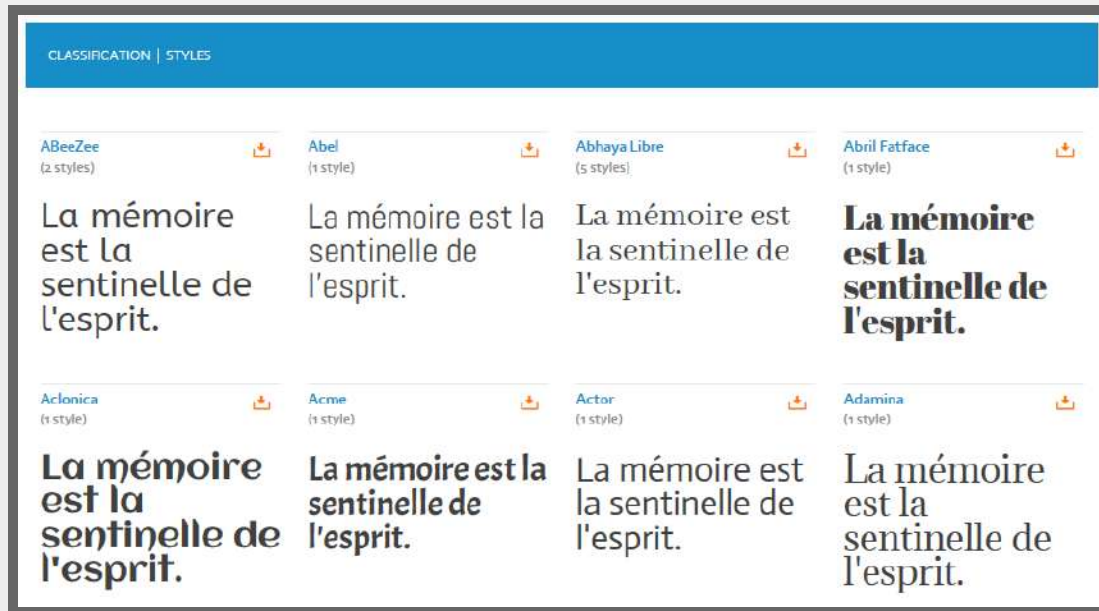 CLASSIFICATION | STYLES
ABeeZee
(2 styles)
La mémoire
est la
sentinelle de
l'esprit.
Abel
(1 style)
La mémoire est la
sentinelle de
l'esprit.
Abhaya Libre
(5 styles)
La mémoire est
la sentinelle de
l'esprit.
Abril Fatface
(1 style)
La mémoire
est la
sentinelle de
l'esprit.
Aclonica
(1 style)
La mémoire
est la
sentinelle de
l'esprit.
Acme
(1 style)
La mémoire est la
sentinelle de
l'esprit.
Actor
(1 style)
La mémoire est
la sentinelle de
l'esprit.
Adamina
(1 style)
La mémoire
est la
sentinelle de
l'esprit.